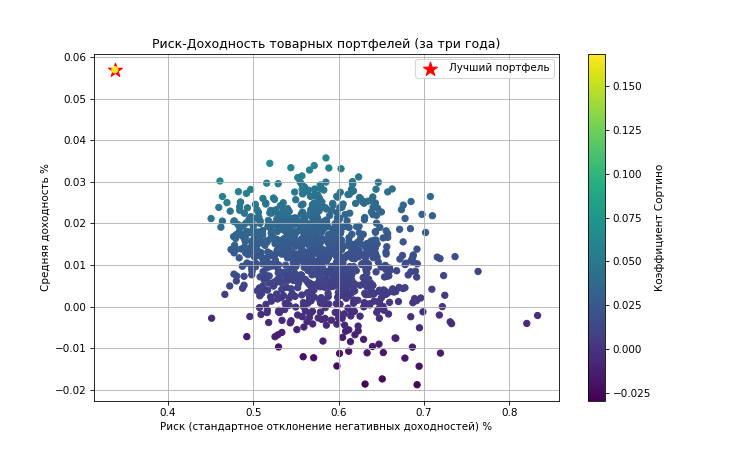 Риск-Доходность товарных портфелей (за три года)
Лучший портфель
Средняя доходность %
0.06
0.05
0.04
0.03
0.02
0.01
0.00
−0.01
−0.02
0.4 0.5 0.6 0.7 0.8
Риск (стандартное отклонение негативных доходностей) %
0.150
0.125
0.100
0.075
0.050
0.025
0.000
−0.025
Коэффициент Сортино